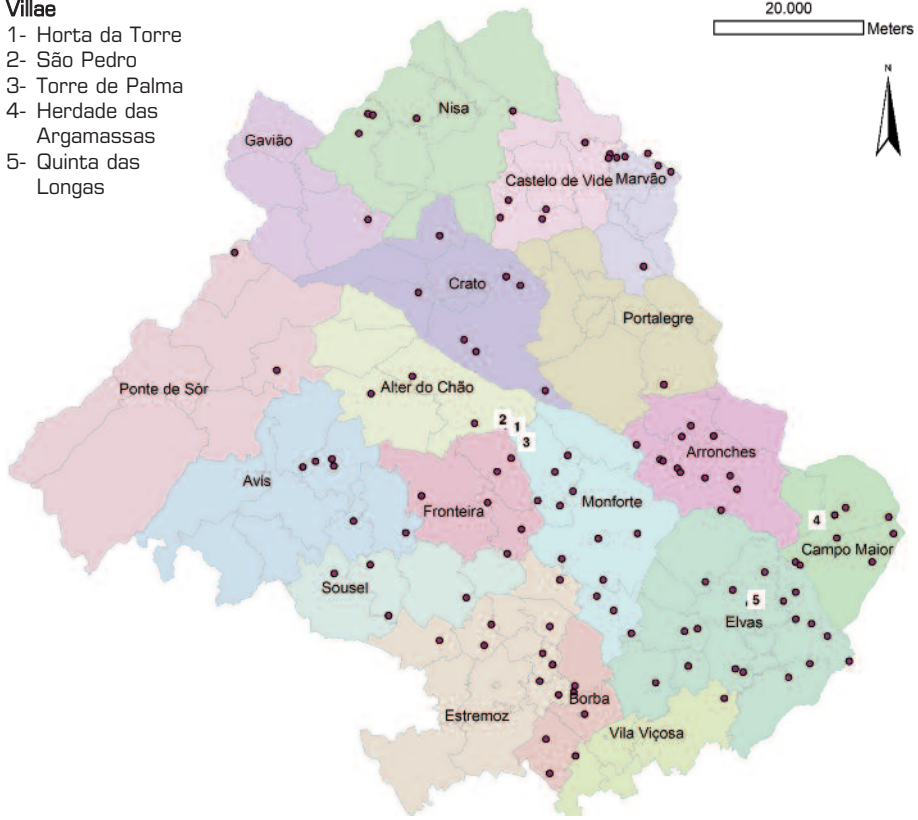 Villae
1- Horta da Torre
2- São Pedro
3- Torre de Palma
4- Herdade das
Argamassas
5- Quinta das
Longas
20.000
Meters
N
Nisa
Gavião
Castelo de Vide
Marvão
Crato
Portalegre
Ponte de Sôr
Alter do Chão
2
1
3
Arronches
Avis
Fronteira
Monforte
4
Campo Maior
Sousel
5
Elvas
Borba
Estremoz
Vila Viçosa